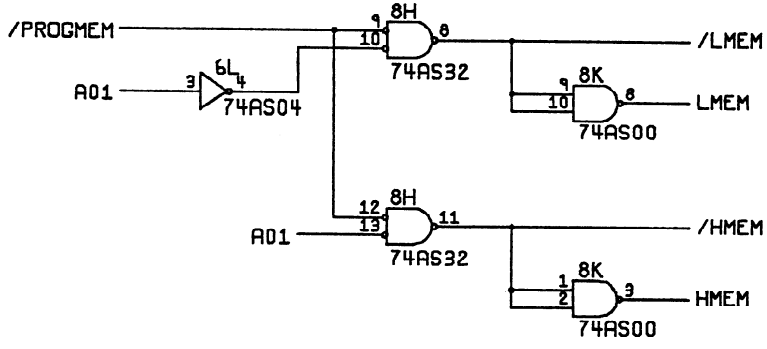 /PROGMEM
9
8H
8
10
/LMEM
74AS32
6L
3
4
A01
74AS04
8K
9
10
8
LMEM
74AS00
8H
12
11
13
/HMEM
A01
74AS32
8K
1
2
3
HMEM
74AS00